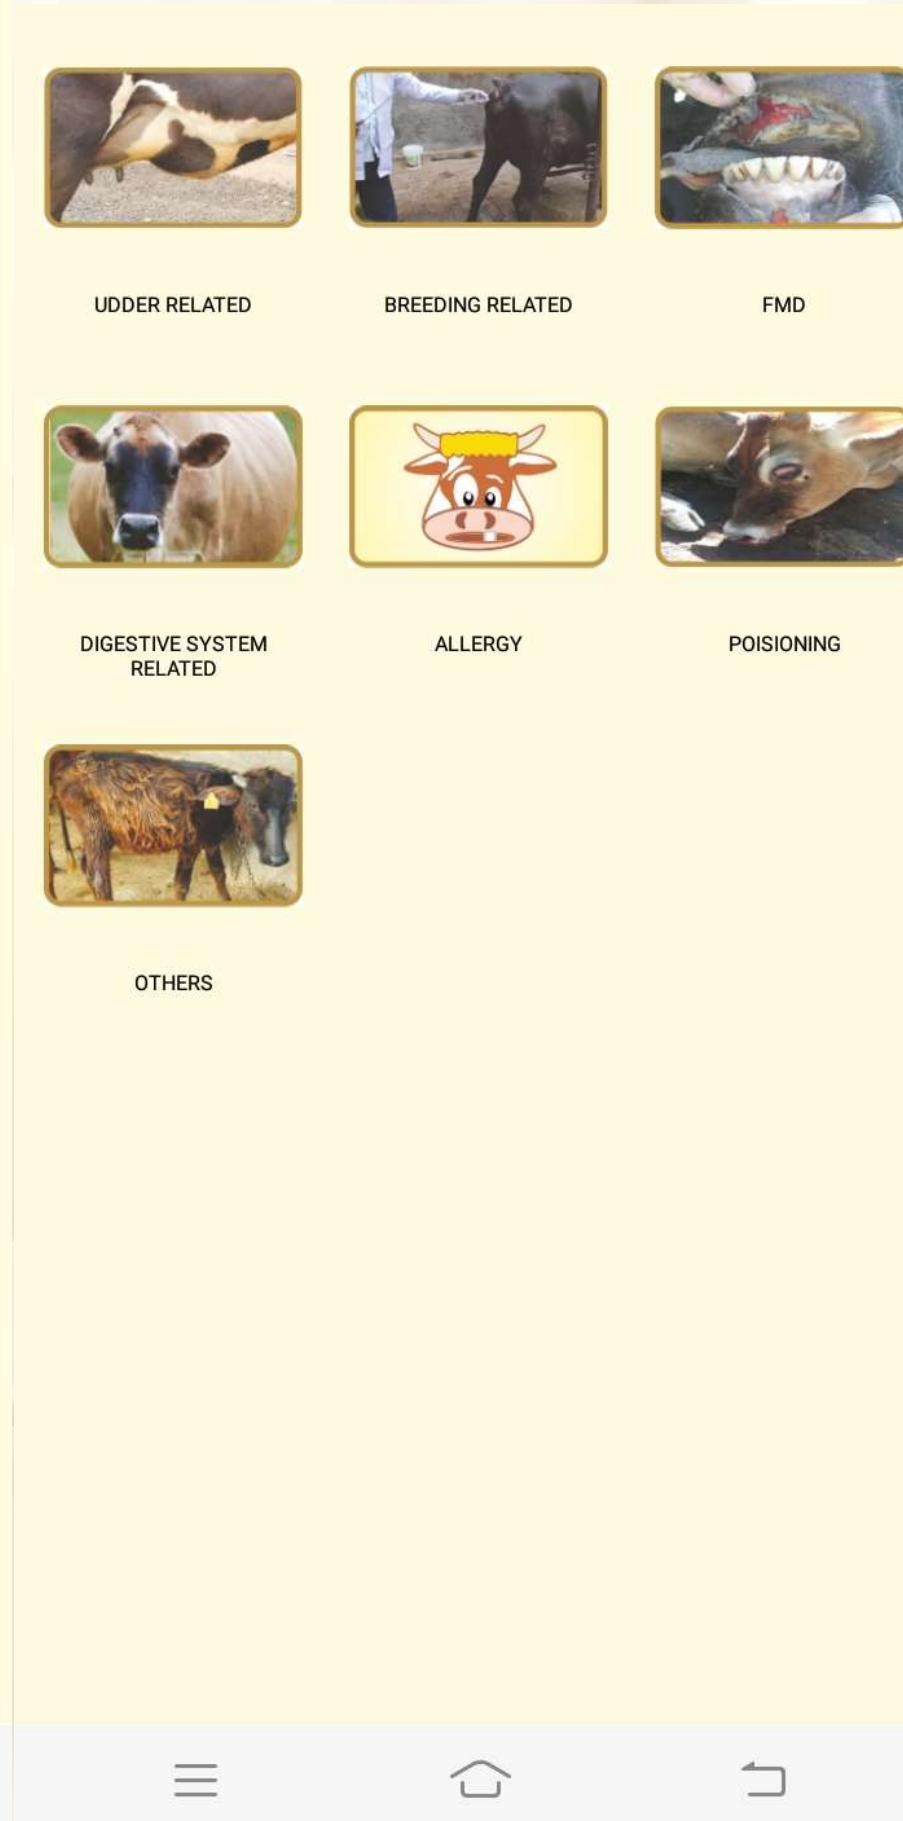 UDDER RELATED
BREEDING RELATED
FMD
DIGESTIVE SYSTEM
RELATED
ALLERGY
POISIONING
OTHERS